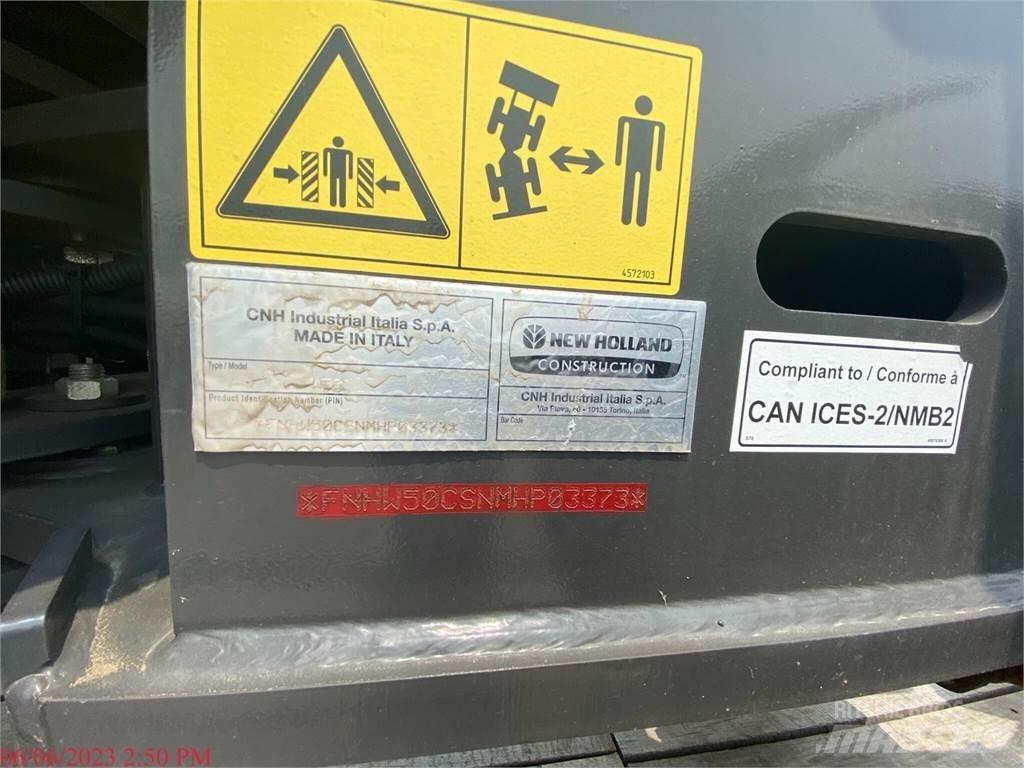 4572103
CNH Industrial Italia S.p.A.
MADE IN ITALY
Type / Model
Product Identification Number (PIN)
*FNHW50CSNMHP03373*
NEW HOLLAND
CONSTRUCTION
CNH Industrial Italia S.p.A.
Bar Code
Compliant to / Conforme à
CAN ICES-2/NMB2
*FNHW50CSNMHP03373*
06/06/2023 2:50 PM